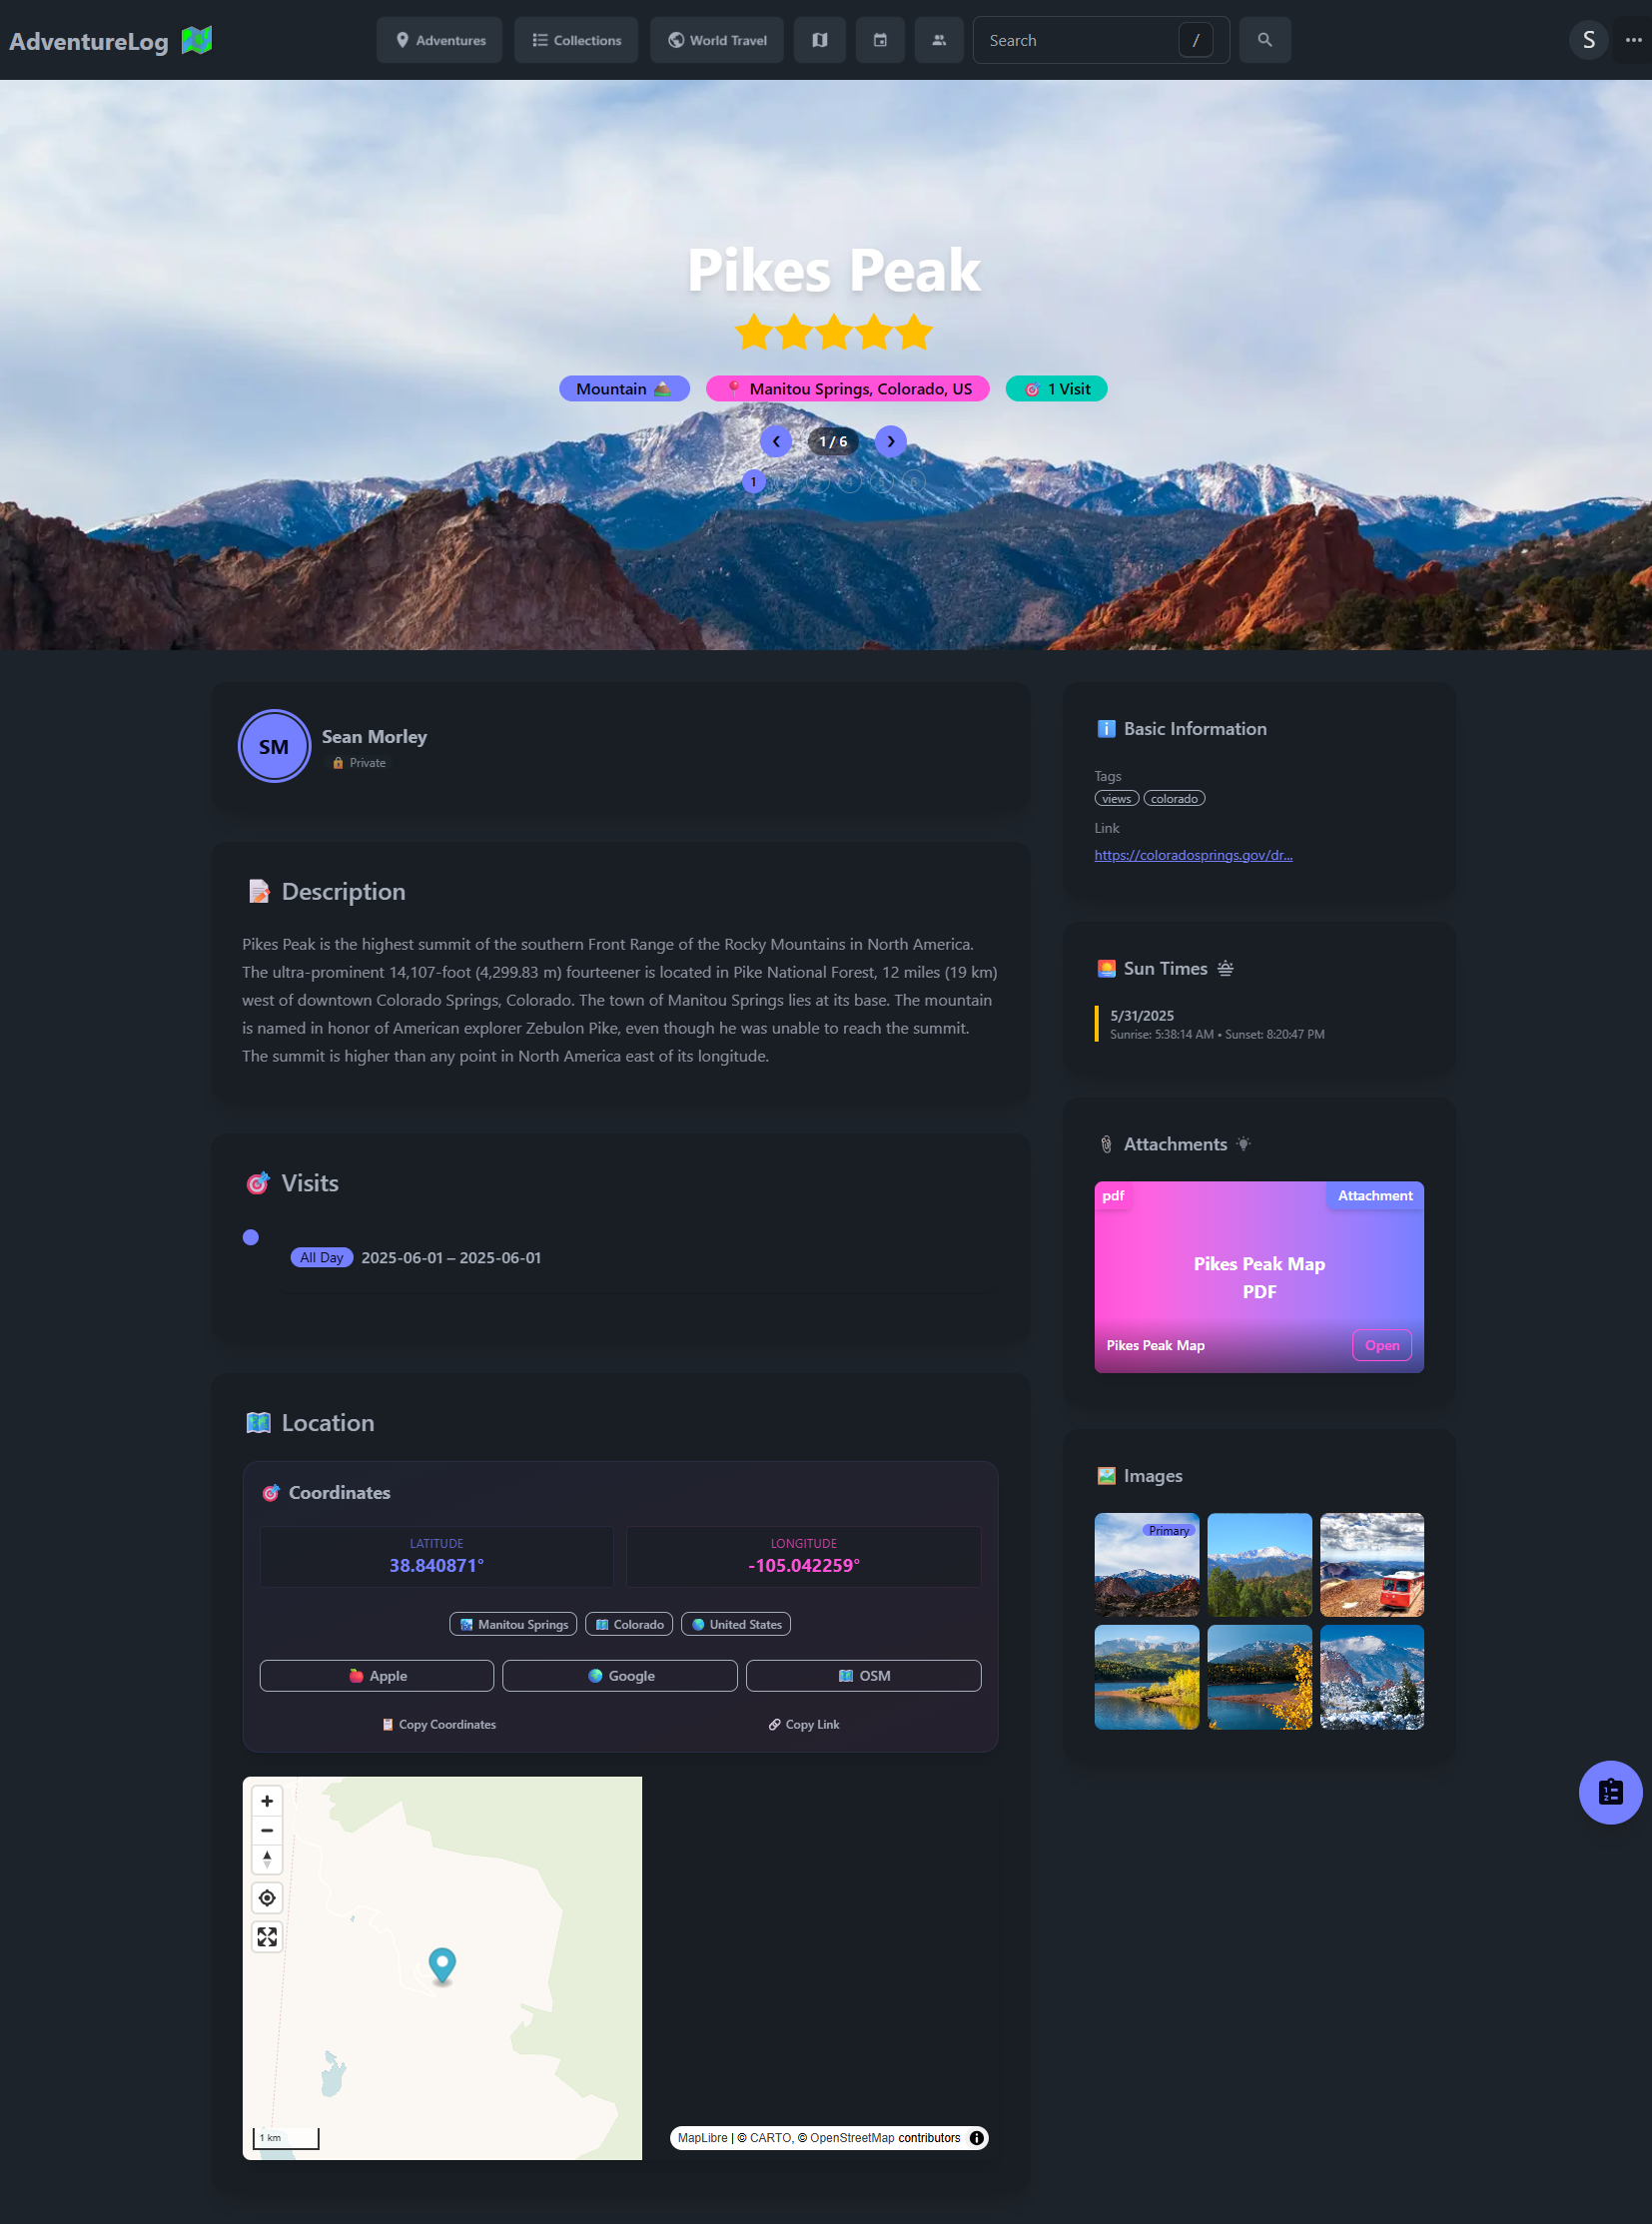 AdventureLog
Adventures
Collections
World Travel
Search
/
S
Pikes Peak
Mountain
Manitou Springs, Colorado, US
1 Visit
1 / 6
1
SM
Sean Morley
Private
Description
Pikes Peak is the highest summit of the southern Front Range of the Rocky Mountains in North America.
The ultra-prominent 14,107-foot (4,299.83 m) fourteener is located in Pike National Forest, 12 miles (19 km)
west of downtown Colorado Springs, Colorado. The town of Manitou Springs lies at its base. The mountain
is named in honor of American explorer Zebulon Pike, even though he was unable to reach the summit.
The summit is higher than any point in North America east of its longitude.
Visits
All Day 2025-06-01 – 2025-06-01
Location
Coordinates
LATITUDE
38.840871°
LONGITUDE
-105.042259°
Manitou Springs
Colorado
United States
Apple
Google
OSM
Copy Coordinates
Copy Link
1 km
MapLibre | © CARTO, © OpenStreetMap contributors
Basic Information
Tags
views colorado
Link
https://coloradosprings.gov/dr...
Sun Times
5/31/2025
Sunrise: 5:38:14 AM • Sunset: 8:20:47 PM
Attachments
pdf
Attachment
Pikes Peak Map
PDF
Pikes Peak Map
Open
Images
Primary